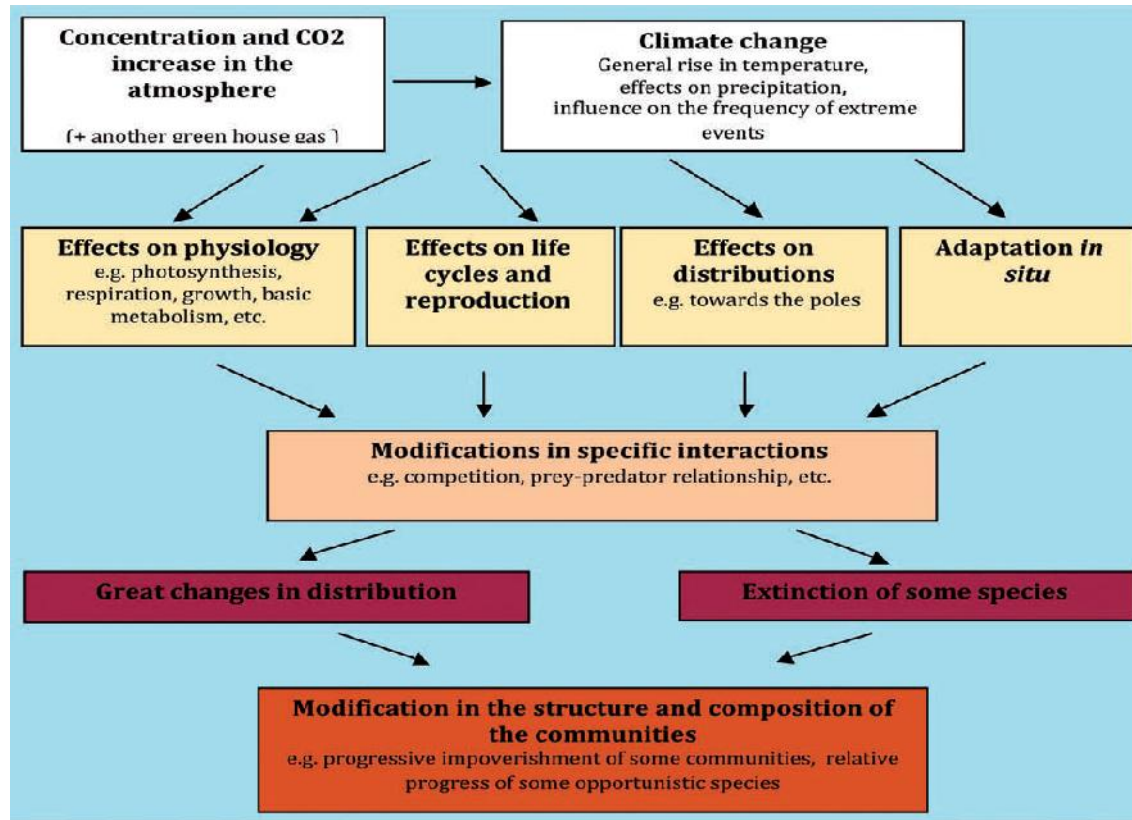 Concentration and CO2
increase in the
atmosphere
(+ another green house gas )
Climate change
General rise in temperature,
effects on precipitation,
influence on the frequency of extreme
events
Effects on physiology
e.g. photosynthesis,
respiration, growth, basic
metabolism, etc.
Effects on life
cycles and
reproduction
Effects on
distributions
e.g. towards the poles
Adaptation in
situ
Modifications in specific interactions
e.g. competition, prey-predator relationship, etc.
Great changes in distribution
Extinction of some species
Modification in the structure and composition of
the communities
e.g. progressive impoverishment of some communities, relative
progress of some opportunistic species